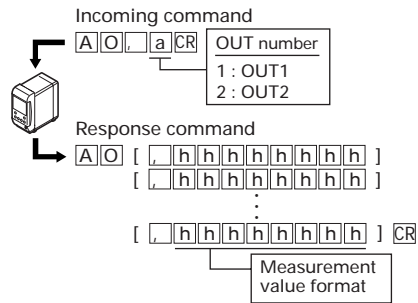 Incoming command
A O , a CR
OUT number
1 : OUT1
2 : OUT2
Response command
A O [ , h h h h h h h h ]
[ , h h h h h h h h ]
[ , h h h h h h h h ] CR
Measurement
value format